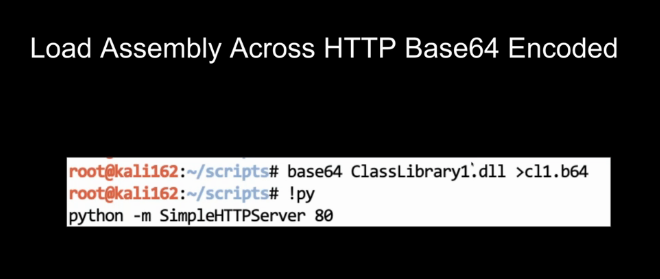 Load Assembly Across HTTP Base64 Encoded
root@kali162:~/scripts# base64 ClassLibrary1.dll >cl1.b64
root@kali162:~/scripts# !py
python -m SimpleHTTPServer 80